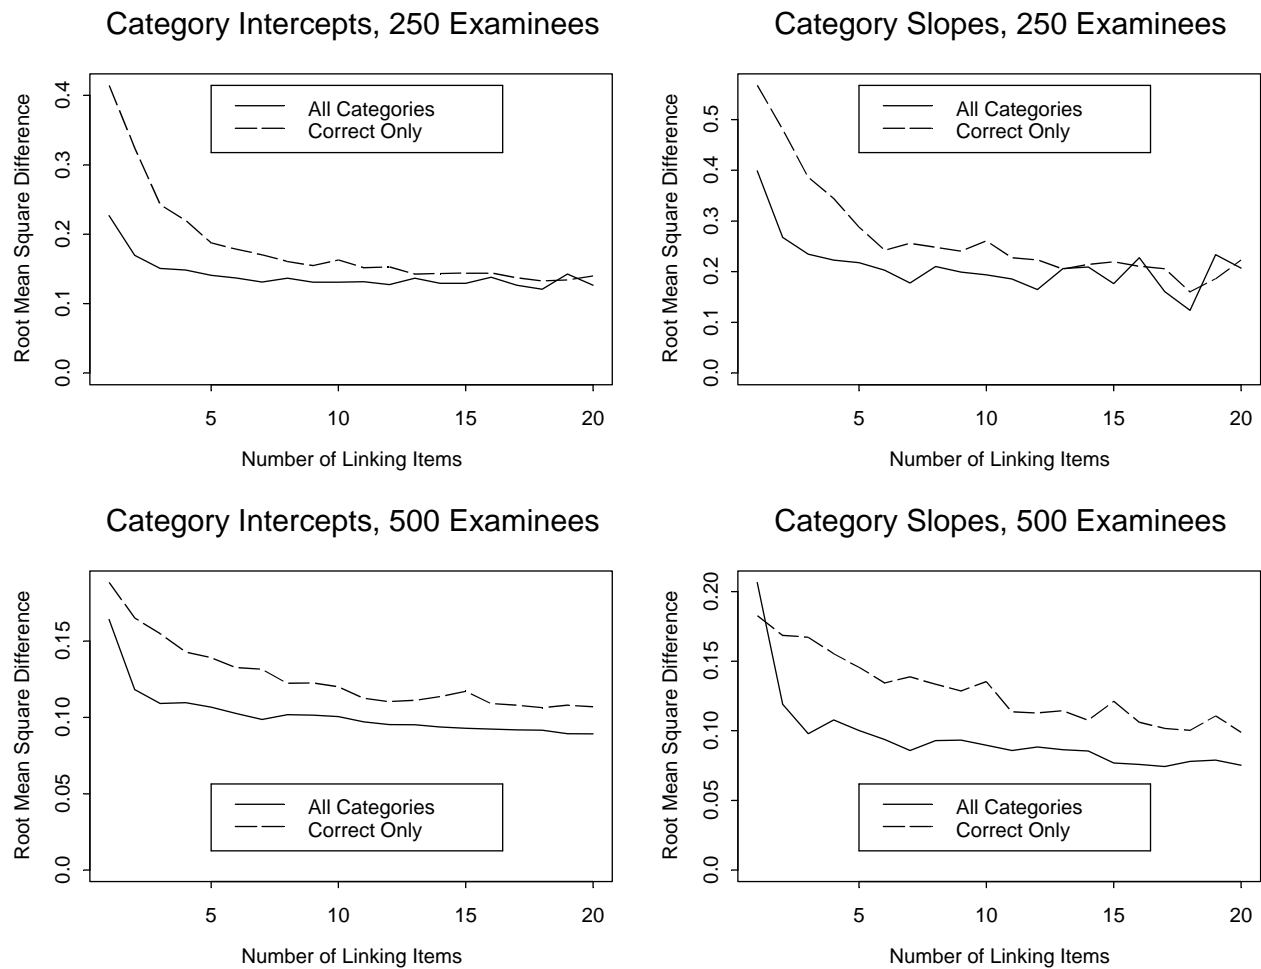 Category Intercepts, 250 Examinees
Root Mean Square Difference
0.0
0.1
0.2
0.3
0.4
All Categories
Correct Only
5
10
15
20
Number of Linking Items
Category Slopes, 250 Examinees
Root Mean Square Difference
0.0
0.1
0.2
0.3
0.4
0.5
All Categories
Correct Only
5
10
15
20
Number of Linking Items
Category Intercepts, 500 Examinees
Root Mean Square Difference
0.0
0.05
0.10
0.15
All Categories
Correct Only
5
10
15
20
Number of Linking Items
Category Slopes, 500 Examinees
Root Mean Square Difference
0.0
0.05
0.10
0.15
0.20
All Categories
Correct Only
5
10
15
20
Number of Linking Items